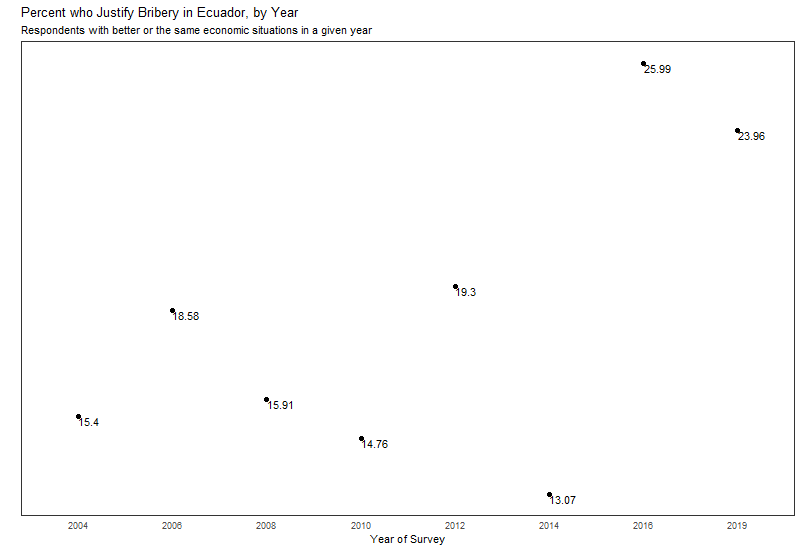 Percent who Justify Bribery in Ecuador, by Year
Respondents with better or the same economic situations in a given year
25.99
23.96
19.3
18.58
15.91
15.4
14.76
13.07
2004 2006 2008 2010 2012 2014 2016 2019
Year of Survey